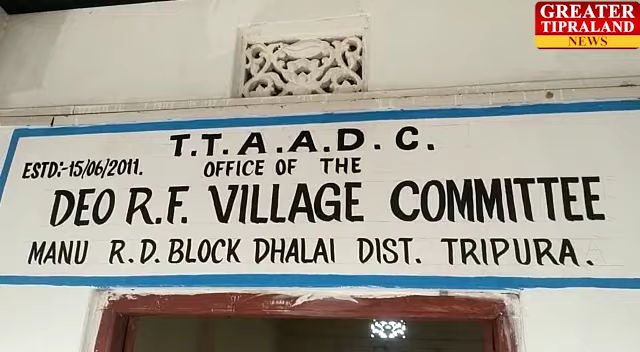 GREATER
TIPRALAND
NEWS
T.T.A.A.D.C.
ESTD:-15/06/2011. OFFICE OF THE
DEO R.F. VILLAGE COMMITTEE
MANU R.D. BLOCK DHALAI DIST. TRIPURA.